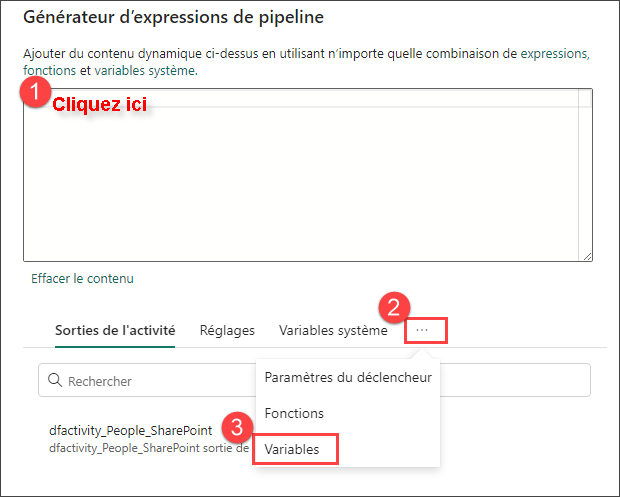 Générateur d’expressions de pipeline
Ajouter du contenu dynamique ci-dessus en utilisant n’importe quelle combinaison de expressions,
fonctions et variables système.
1
Cliquez ici
Effacer le contenu
2
Sorties de l'activité Réglages Variables système ...
Rechercher
Paramètres du déclencheur
Fonctions
dfactivity_People_SharePoint
3
dfactivity_People_SharePoint sortie de
Variables